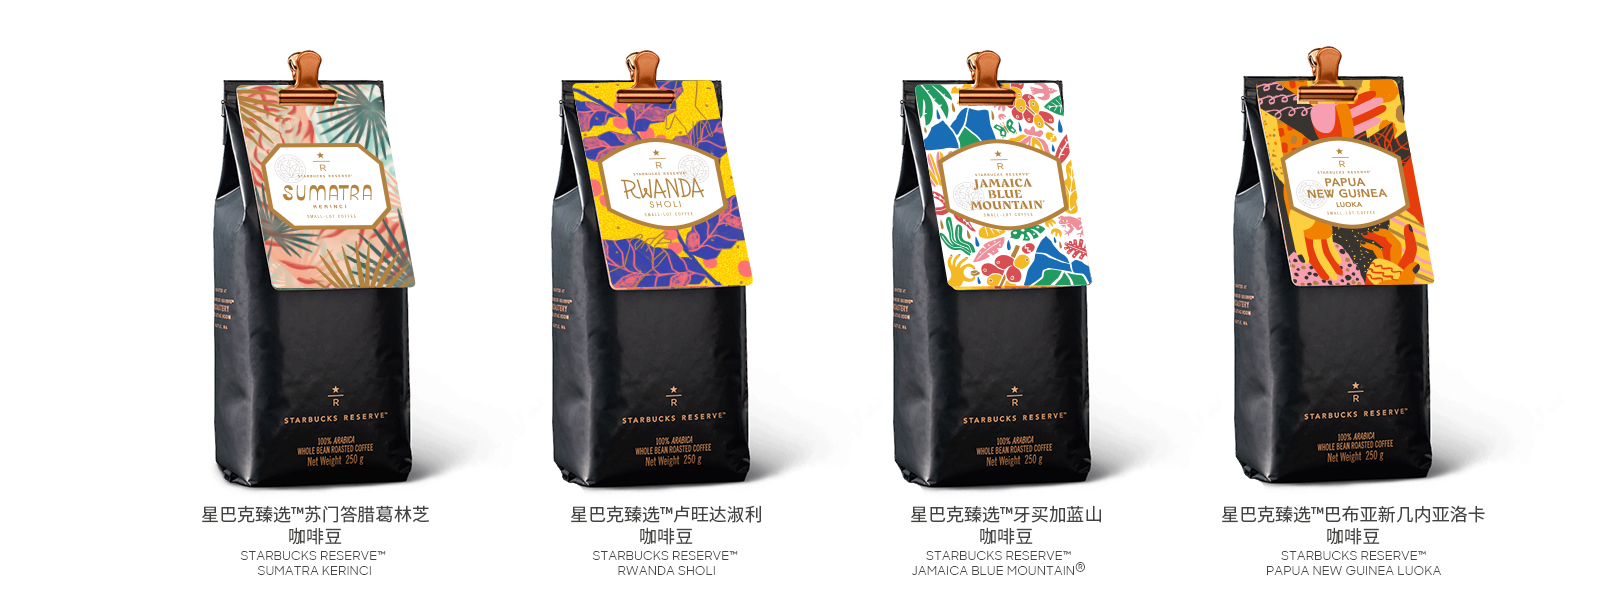 ★
R
STARBUCKS RESERVE™
SUMATRA
KERINCI
SMALL-LOT COFFEE
★
R
STARBUCKS RESERVE™
100% ARABICA
WHOLE BEAN ROASTED COFFEE
Net Weight 250 g
星巴克臻选™苏门答腊葛林芝
咖啡豆
STARBUCKS RESERVE™
SUMATRA KERINCI
★
R
STARBUCKS RESERVE™
RWANDA
SHOLI
SMALL-LOT COFFEE
★
R
STARBUCKS RESERVE™
100% ARABICA
WHOLE BEAN ROASTED COFFEE
Net Weight 250 g
星巴克臻选™卢旺达淑利
咖啡豆
STARBUCKS RESERVE™
RWANDA SHOLI
★
R
STARBUCKS RESERVE™
JAMAICA
BLUE
MOUNTAIN
SMALL-LOT COFFEE
★
R
STARBUCKS RESERVE™
100% ARABICA
WHOLE BEAN ROASTED COFFEE
Net Weight 250 g
星巴克臻选™牙买加蓝山
咖啡豆
STARBUCKS RESERVE™
JAMAICA BLUE MOUNTAIN®
★
R
STARBUCKS RESERVE™
PAPUA
NEW GUINEA
LUOKA
SMALL-LOT COFFEE
★
R
STARBUCKS RESERVE™
100% ARABICA
WHOLE BEAN ROASTED COFFEE
Net Weight 250 g
星巴克臻选™巴布亚新几内亚洛卡
咖啡豆
STARBUCKS RESERVE™
PAPUA NEW GUINEA LUOKA